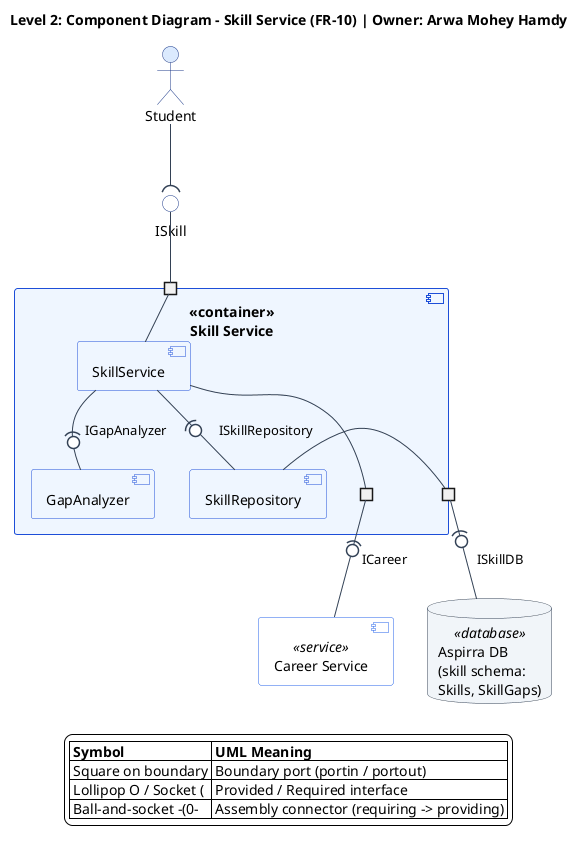 Level 2: Component Diagram - Skill Service (FR-10) | Owner: Arwa Mohey Hamdy
Student
ISkill
«container»
Skill Service
SkillService
IGapAnalyzer
ISkillRepository
GapAnalyzer
SkillRepository
ICareer
ISkillDB
«service»
Career Service
«database»
Aspirra DB
(skill schema:
Skills, SkillGaps)
Symbol UML Meaning
Square on boundary Boundary port (portin / portout)
Lollipop O / Socket ( Provided / Required interface
Ball-and-socket -(0- Assembly connector (requiring -> providing)